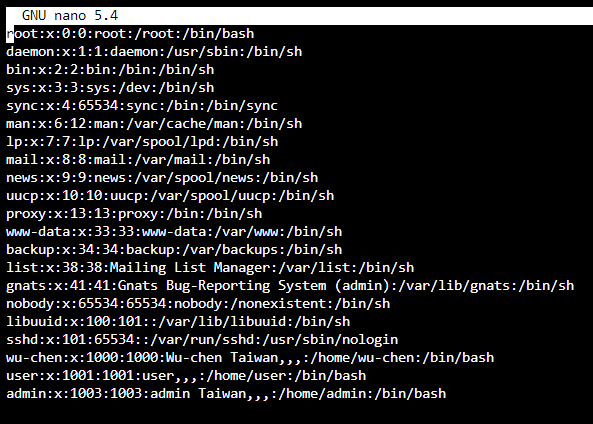 GNU nano 5.4
root:x:0:0:root:/root:/bin/bash
daemon:x:1:1:daemon:/usr/sbin:/bin/sh
bin:x:2:2:bin:/bin:/bin/sh
sys:x:3:3:sys:/dev:/bin/sh
sync:x:4:65534:sync:/bin:/bin/sync
man:x:6:12:man:/var/cache/man:/bin/sh
lp:x:7:7:lp:/var/spool/lpd:/bin/sh
mail:x:8:8:mail:/var/mail:/bin/sh
news:x:9:9:news:/var/spool/news:/bin/sh
uucp:x:10:10:uucp:/var/spool/uucp:/bin/sh
proxy:x:13:13:proxy:/bin:/bin/sh
www-data:x:33:33:www-data:/var/www:/bin/sh
backup:x:34:34:backup:/var/backups:/bin/sh
list:x:38:38:Mailing List Manager:/var/list:/bin/sh
gnats:x:41:41:Gnats Bug-Reporting System (admin):/var/lib/gnats:/bin/sh
nobody:x:65534:65534:nobody:/nonexistent:/bin/sh
libuuid:x:100:101::/var/lib/libuuid:/bin/sh
sshd:x:101:65534::/var/run/sshd:/usr/sbin/nologin
wu-chen:x:1000:1000:Wu-chen Taiwan,,,:/home/wu-chen:/bin/bash
user:x:1001:1001:user,,,:/home/user:/bin/bash
admin:x:1003:1003:admin Taiwan,,,:/home/admin:/bin/bash